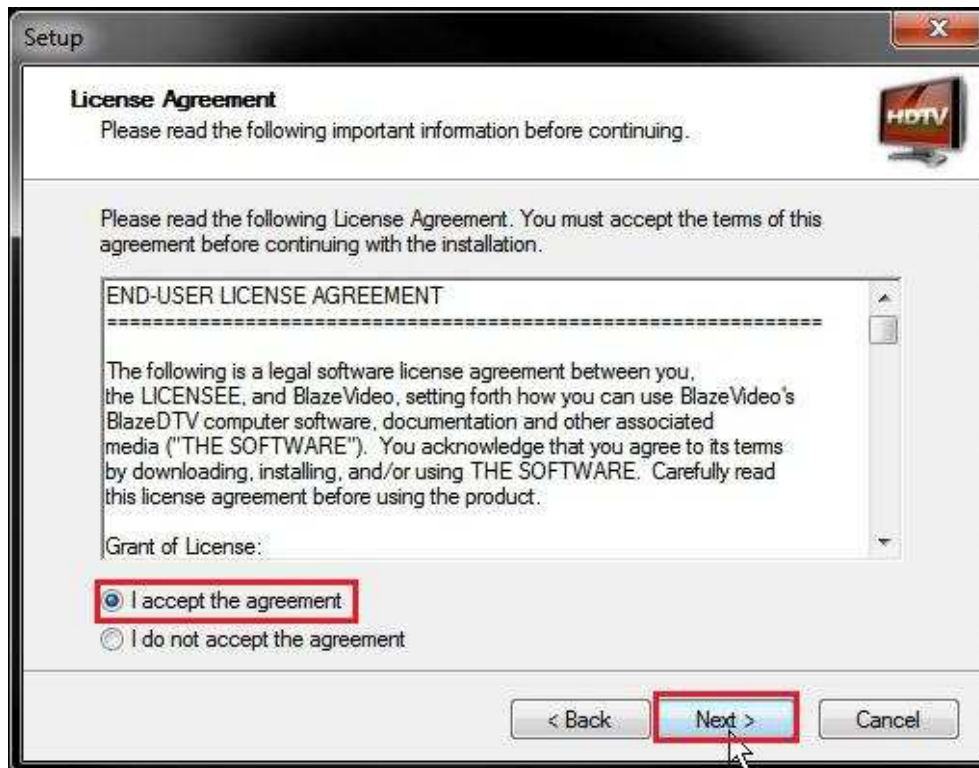 Setup
License Agreement
Please read the following important information before continuing.
HDTV
Please read the following License Agreement. You must accept the terms of this
agreement before continuing with the installation.
END-USER LICENSE AGREEMENT
==============================================================
The following is a legal software license agreement between you,
the LICENSEE, and BlazeVideo, setting forth how you can use BlazeVideo's
BlazeDTV computer software, documentation and other associated
media ("THE SOFTWARE").  You acknowledge that you agree to its terms
by downloading, installing, and/or using THE SOFTWARE.  Carefully read
this license agreement before using the product.
Grant of License:
I accept the agreement
I do not accept the agreement
< Back
Next >
Cancel